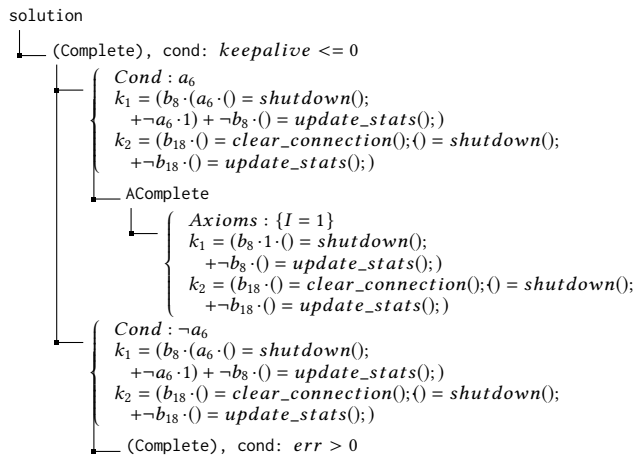 solution
(Complete), cond: keepalive <= 0
Cond : a₆
k₁ = (b₈·(a₆·() = shutdown();
+¬a₆·1) + ¬b₈·() = update_stats();)
k₂ = (b₁₈·() = clear_connection();() = shutdown();
+¬b₁₈·() = update_stats();)
AComplete
Axioms : {I = 1}
k₁ = (b₈·1·() = shutdown();
+¬b₈·() = update_stats();)
k₂ = (b₁₈·() = clear_connection();() = shutdown();
+¬b₁₈·() = update_stats();)
Cond : ¬a₆
k₁ = (b₈·(a₆·() = shutdown();
+¬a₆·1) + ¬b₈·() = update_stats();)
k₂ = (b₁₈·() = clear_connection();() = shutdown();
+¬b₁₈·() = update_stats();)
(Complete), cond: err > 0